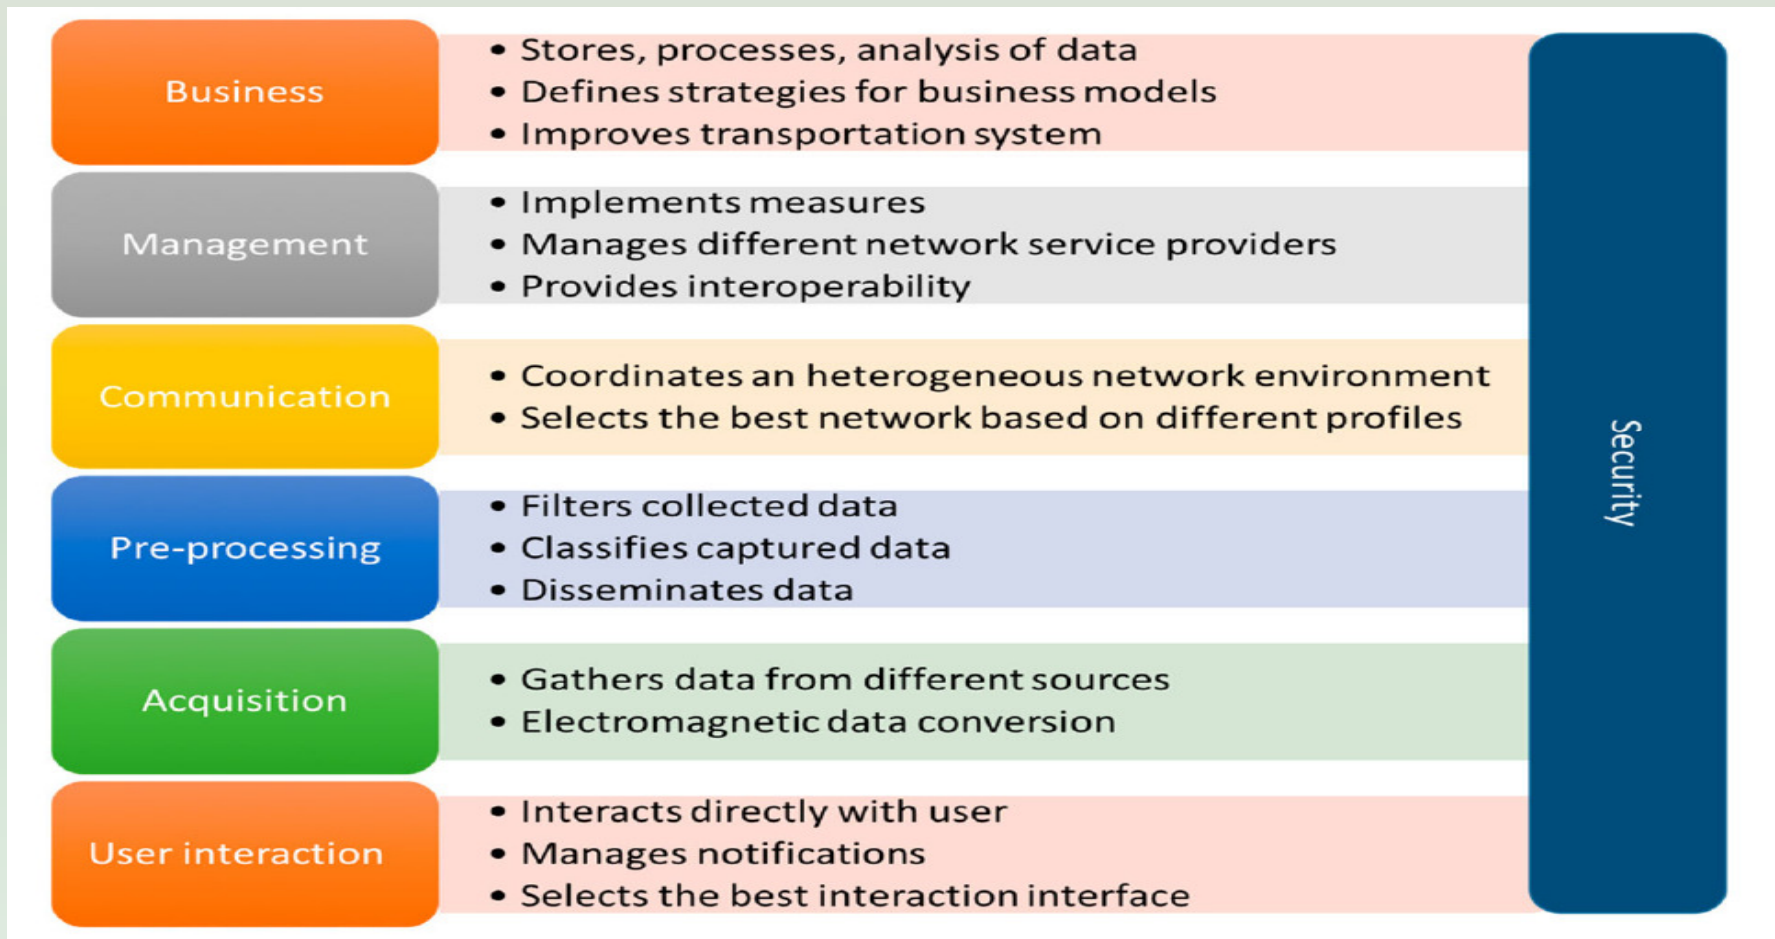 Business
• Stores, processes, analysis of data
• Defines strategies for business models
• Improves transportation system
Management
• Implements measures
• Manages different network service providers
• Provides interoperability
Communication
• Coordinates an heterogeneous network environment
• Selects the best network based on different profiles
Pre-processing
• Filters collected data
• Classifies captured data
• Disseminates data
Acquisition
• Gathers data from different sources
• Electromagnetic data conversion
User interaction
• Interacts directly with user
• Manages notifications
• Selects the best interaction interface
Security